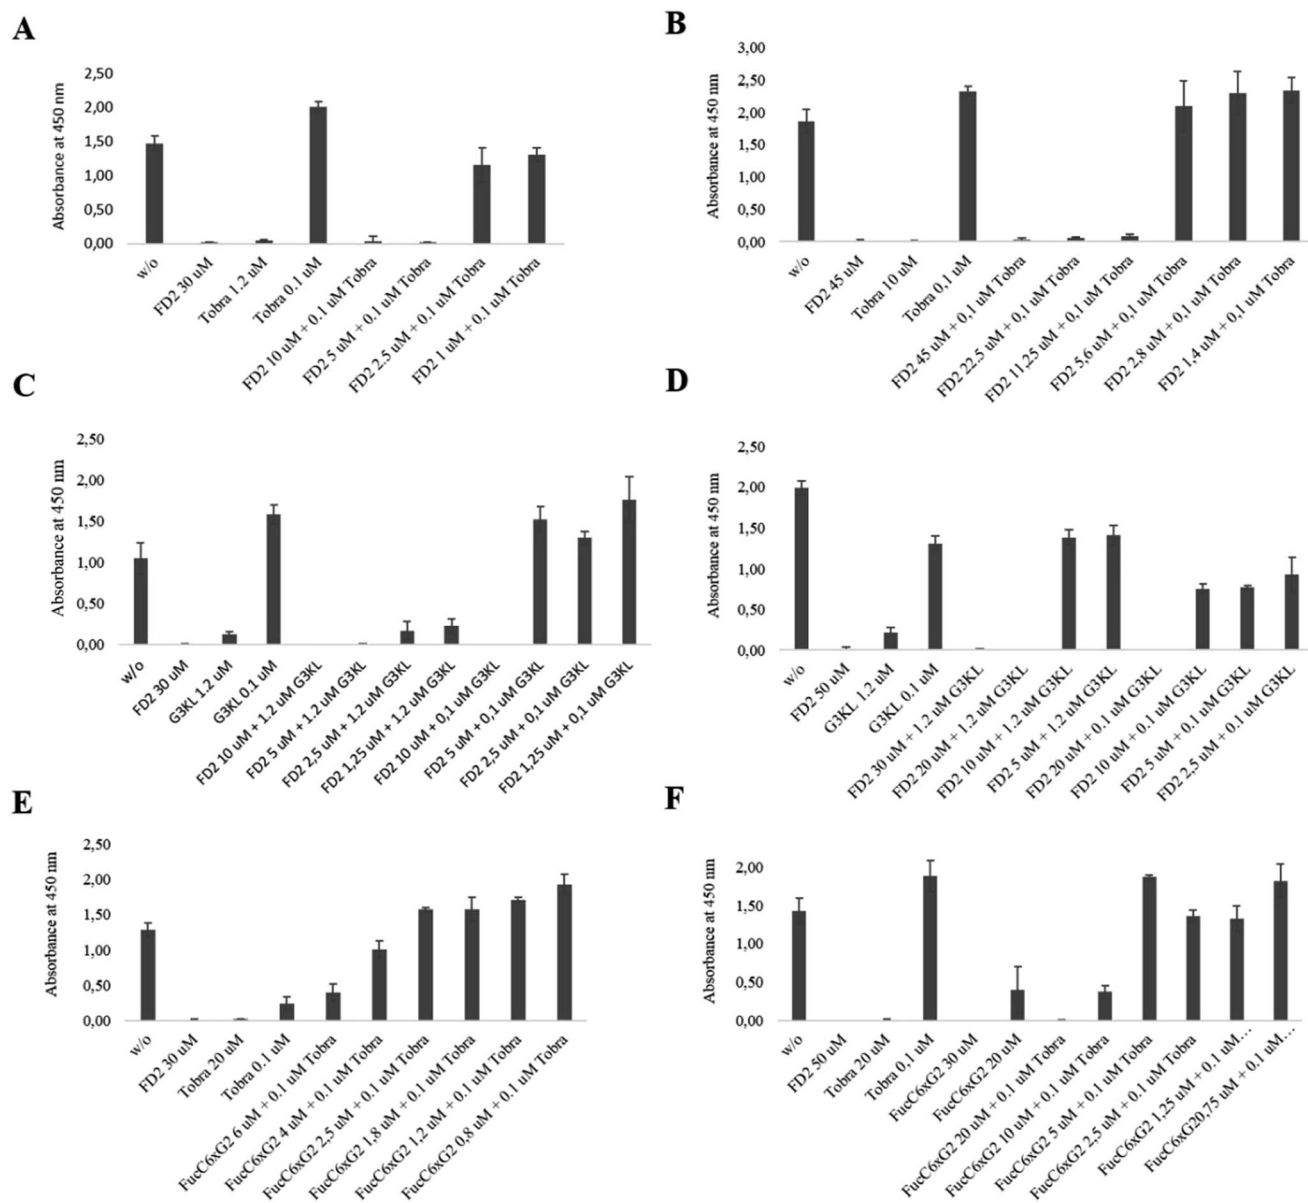 A
Absorbance at 450 nm
2,50
2,00
1,50
1,00
0,50
0,00
w/o
FD2 30 uM
Tobra 1.2 uM
Tobra 0.1 uM
FD2 10 uM + 0.1 uM Tobra
FD2 5 uM + 0.1 uM Tobra
FD2 2.5 uM + 0.1 uM Tobra
FD2 1 uM + 0.1 uM Tobra
B
Absorbance at 450 nm
3,00
2,50
2,00
1,50
1,00
0,50
0,00
w/o
FD2 45 uM
Tobra 10 uM
Tobra 0,1 uM
FD2 45 uM + 0,1 uM Tobra
FD2 22,5 uM + 0,1 uM Tobra
FD2 11,25 uM + 0,1 uM Tobra
FD2 5,6 uM + 0,1 uM Tobra
FD2 2,8 uM + 0,1 uM Tobra
FD2 1,4 uM + 0,1 uM Tobra
C
Absorbance at 450 nm
2,50
2,00
1,50
1,00
0,50
0,00
w/o
FD2 30 uM
G3KL 1.2 uM
G3KL 0.1 uM
FD2 10 uM + 1.2 uM G3KL
FD2 5 uM + 1.2 uM G3KL
FD2 2,5 uM + 1.2 uM G3KL
FD2 1,25 uM + 1.2 uM G3KL
FD2 10 uM + 0,1 uM G3KL
FD2 5 uM + 0,1 uM G3KL
FD2 2,5 uM + 0,1 uM G3KL
FD2 1,25 uM + 0,1 uM G3KL
D
Absorbance at 450 nm
2,50
2,00
1,50
1,00
0,50
0,00
w/o
FD2 50 uM
G3KL 1,2 uM
G3KL 0.1 uM
FD2 30 uM + 1.2 uM G3KL
FD2 20 uM + 1.2 uM G3KL
FD2 10 uM + 1.2 uM G3KL
FD2 5 uM + 1.2 uM G3KL
FD2 20 uM + 0.1 uM G3KL
FD2 10 uM + 0.1 uM G3KL
FD2 5 uM + 0.1 uM G3KL
FD2 2,5 uM + 0.1 uM G3KL
E
Absorbance at 450 nm
2,50
2,00
1,50
1,00
0,50
0,00
w/o
FD2 30 uM
Tobra 20 uM
Tobra 0.1 uM
FucC6xG2 6 uM + 0.1 uM Tobra
FucC6xG2 4 uM + 0.1 uM Tobra
FucC6xG2 2,5 uM + 0.1 uM Tobra
FucC6xG2 1,8 uM + 0.1 uM Tobra
FucC6xG2 1,2 uM + 0.1 uM Tobra
FucC6xG2 0,8 uM + 0.1 uM Tobra
F
Absorbance at 450 nm
2,00
1,50
1,00
0,50
0,00
w/o
FD2 50 uM
Tobra 20 uM
Tobra 0,1 uM
FucC6xG2 30 uM
FucC6xG2 20 uM
FucC6xG2 20 uM + 0.1 uM Tobra
FucC6xG2 10 uM + 0.1 uM Tobra
FucC6xG2 5 uM + 0.1 uM Tobra
FucC6xG2 2,5 uM + 0.1 uM Tobra
FucC6xG2 1,25 uM + 0.1 uM…
FucC6xG20,75 uM + 0.1 uM…